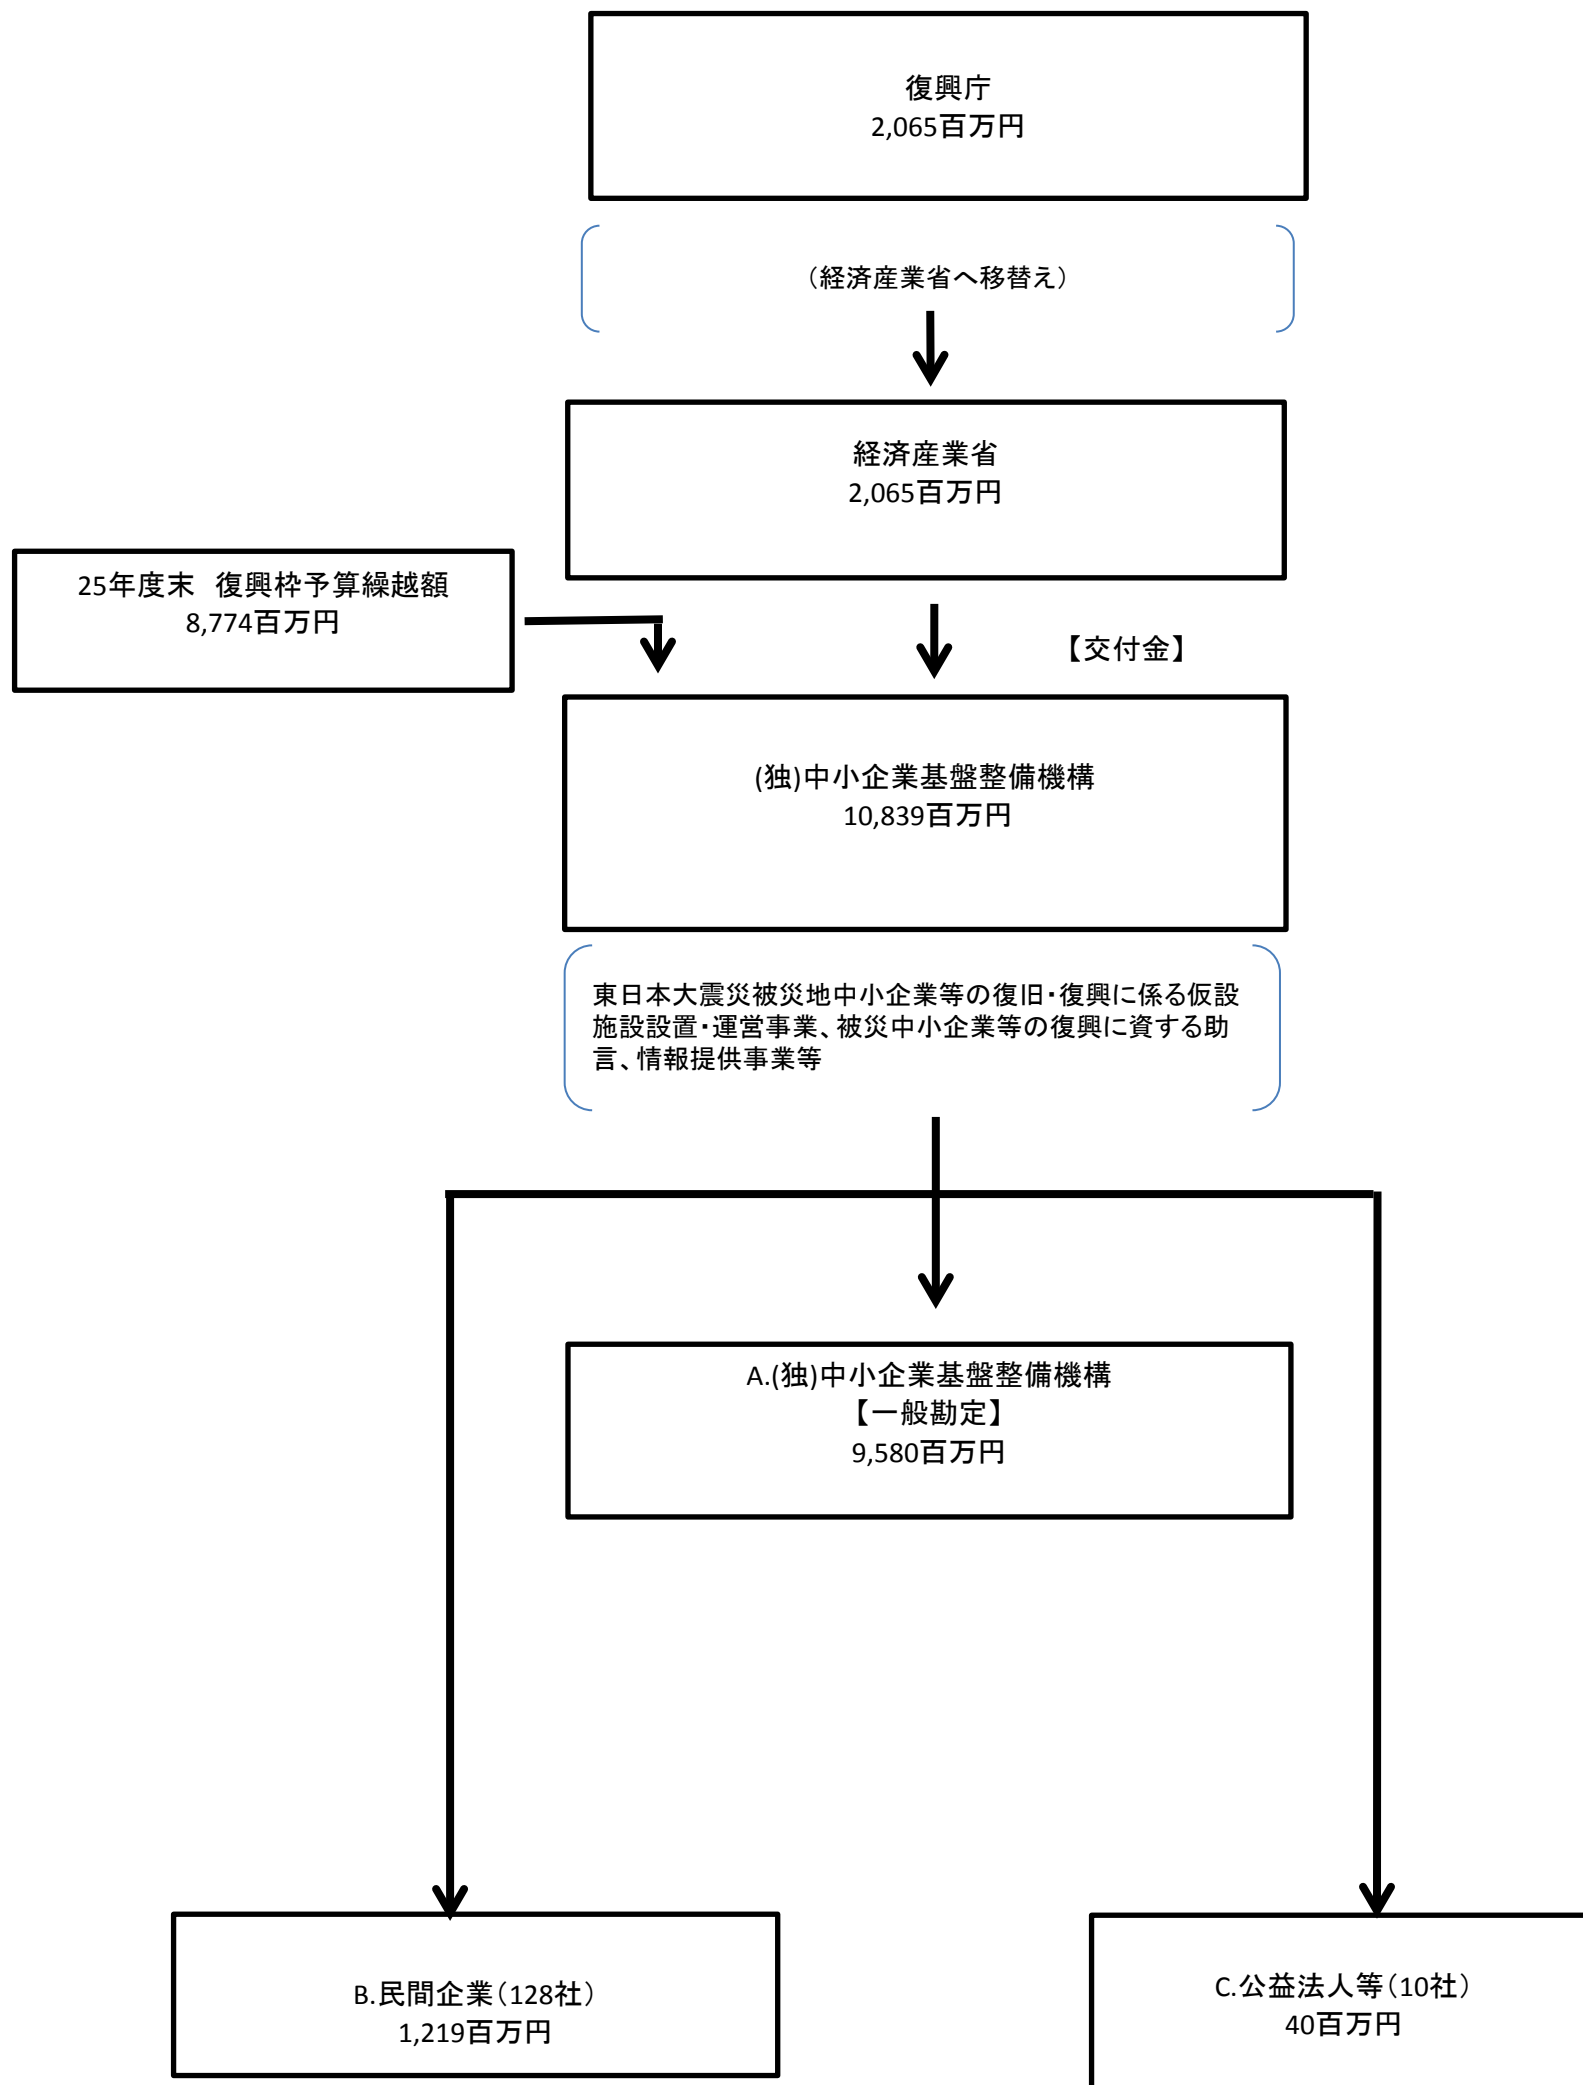 復興庁
2,065百万円
（経済産業省へ移替え）
経済産業省
2,065百万円
25年度末　復興枠予算繰越額
8,774百万円
【交付金】
(独)中小企業基盤整備機構
10,839百万円
東日本大震災被災地中小企業等の復旧・復興に係る仮設
施設設置・運営事業、被災中小企業等の復興に資する助
言、情報提供事業等
A.(独)中小企業基盤整備機構
【一般勘定】
9,580百万円
B.民間企業（128社）
1,219百万円
C.公益法人等（10社）
40百万円